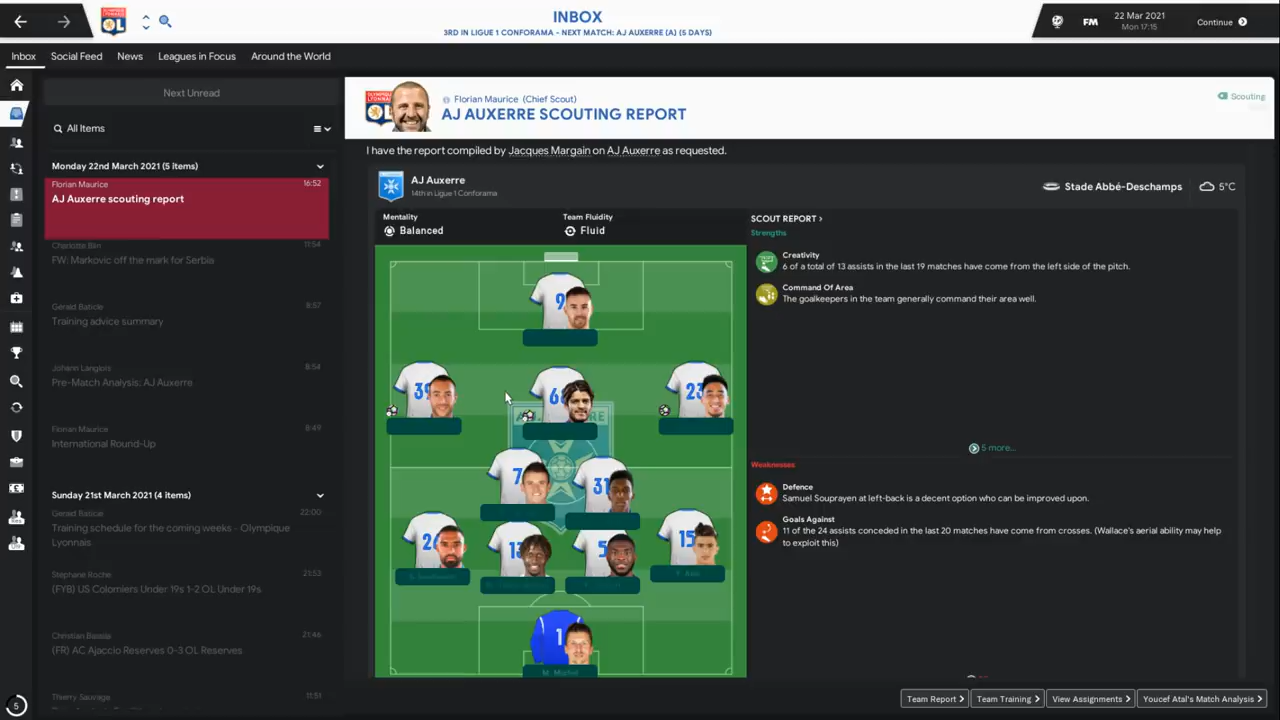 INBOX
3RD IN LIGUE 1 CONFORAMA - NEXT MATCH: AJ AUXERRE (A) (5 DAYS)
FM
22 Mar 2021
Mon 17:15
Continue
Inbox
Social Feed
News
Leagues in Focus
Around the World
Next Unread
All Items
Monday 22nd March 2021 (5 items)
Florian Maurice
16:52
AJ Auxerre scouting report
Charlotte Blin
11:54
FW: Markovic off the mark for Serbia
Gérald Baticle
8:57
Training advice summary
Johann Langlois
8:54
Pre-Match Analysis: AJ Auxerre
Florian Maurice
8:49
International Round-Up
Sunday 21st March 2021 (4 items)
Gérald Baticle
22:00
Training schedule for the coming weeks - Olympique
Lyonnais
Stéphane Roche
21:53
(FYB) US Colomiers Under 19s 1-2 OL Under 19s
Christian Bassila
21:46
(FR) AC Ajaccio Reserves 0-3 OL Reserves
Thierry Sauvage
11:51
5
Florian Maurice (Chief Scout)
AJ AUXERRE SCOUTING REPORT
Scouting
I have the report compiled by Jacques Margain on AJ Auxerre as requested.
AJ Auxerre
14th in Ligue 1 Conforama
Stade Abbé-Deschamps
5°C
Mentality
Balanced
Team Fluidity
Fluid
9
39
23
7
31
13
5
15
1
M. Michel
SCOUT REPORT >
Strengths
Creativity
6 of a total of 13 assists in the last 19 matches have come from the left side of the pitch.
Command Of Area
The goalkeepers in the team generally command their area well.
5 more...
Weaknesses
Defence
Samuel Souprayen at left-back is a decent option who can be improved upon.
Goals Against
11 of the 24 assists conceded in the last 20 matches have come from crosses. (Wallace's aerial ability may help
to exploit this)
Team Report >
Team Training >
View Assignments >
Youcef Atal's Match Analysis >